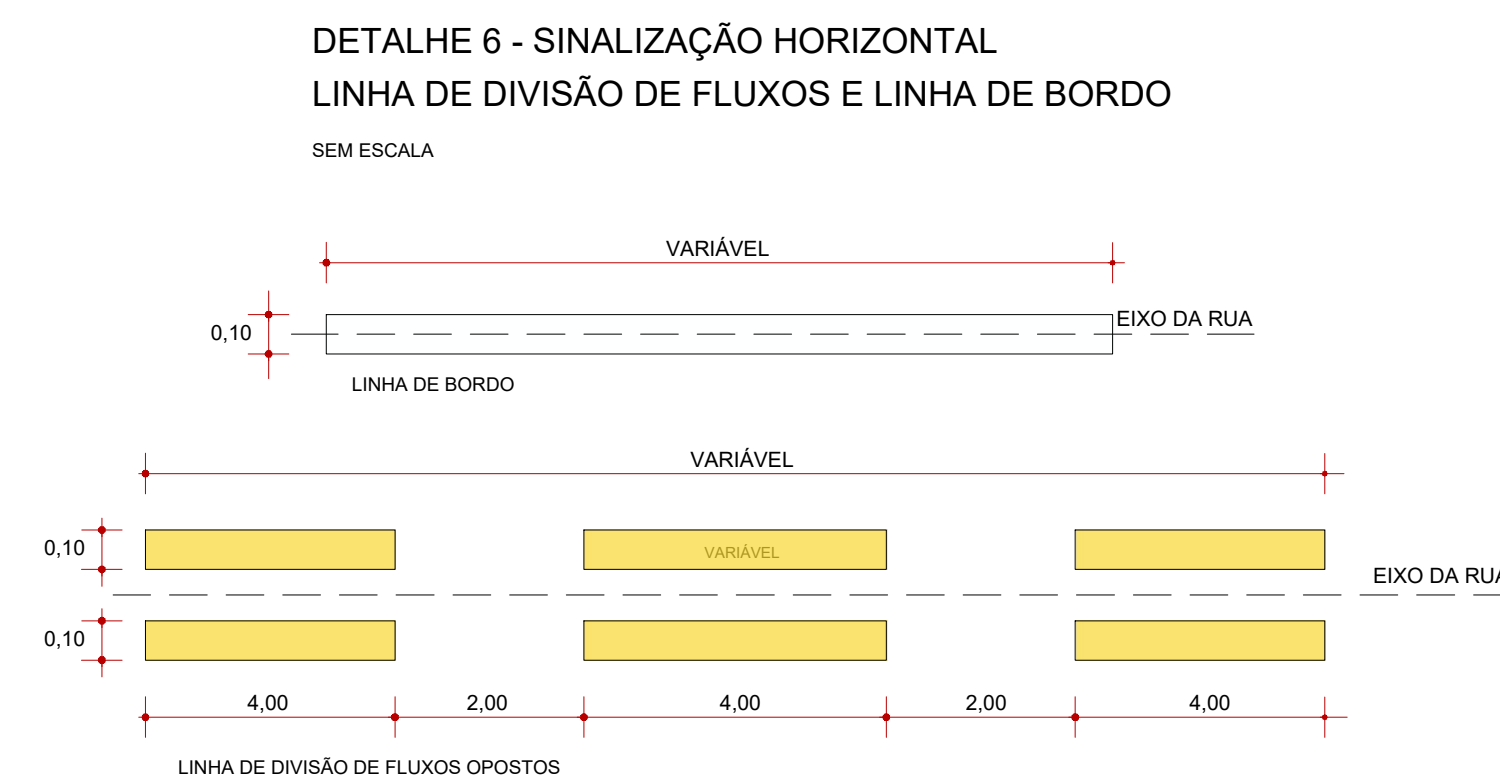 DETALHE 6 - SINALIZAÇÃO HORIZONTAL
LINHA DE DIVISÃO DE FLUXOS E LINHA DE BORDO
SEM ESCALA
VARIÁVEL
0,10
EIXO DA RUA
LINHA DE BORDO
VARIÁVEL
0,10
VARIÁVEL
EIXO DA RUA
0,10
4,00 2,00 4,00 2,00 4,00
LINHA DE DIVISÃO DE FLUXOS OPOSTOS